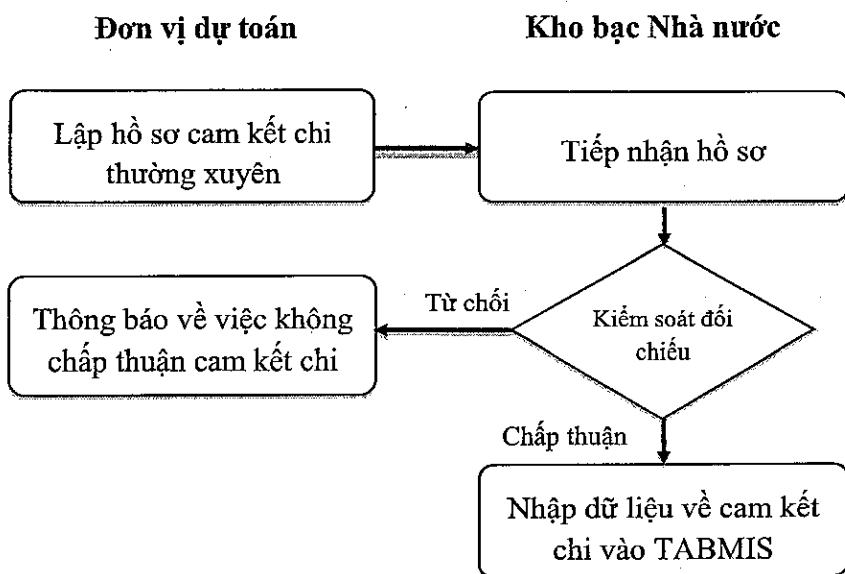 Đơn vị dự toán
Kho bạc Nhà nước
Lập hồ sơ cam kết chi
thường xuyên
Tiếp nhận hồ sơ
Từ chối
Thông báo về việc không
chấp thuận cam kết chi
Kiểm soát đối
chiếu
Chấp thuận
Nhập dữ liệu về cam kết
chi vào TABMIS